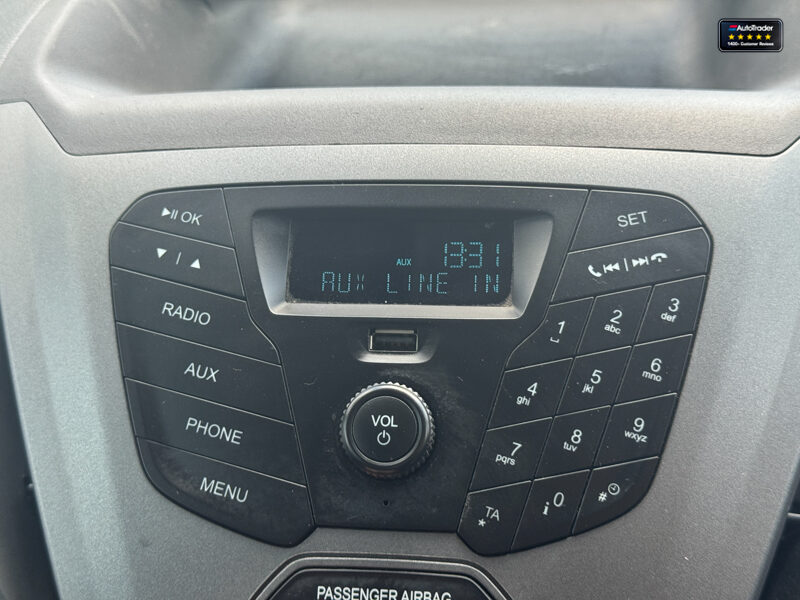 AutoTrader
1400+ Customer Reviews
OK
SET
AUX 13:31
AUX LINE IN
RADIO
AUX
PHONE
MENU
VOL
1
2 abc
3 def
4 ghi
5 jkl
6 mno
7 pqrs
8 tuv
9 wxyz
* TA
i 0
#
PASSENGER AIRBAG